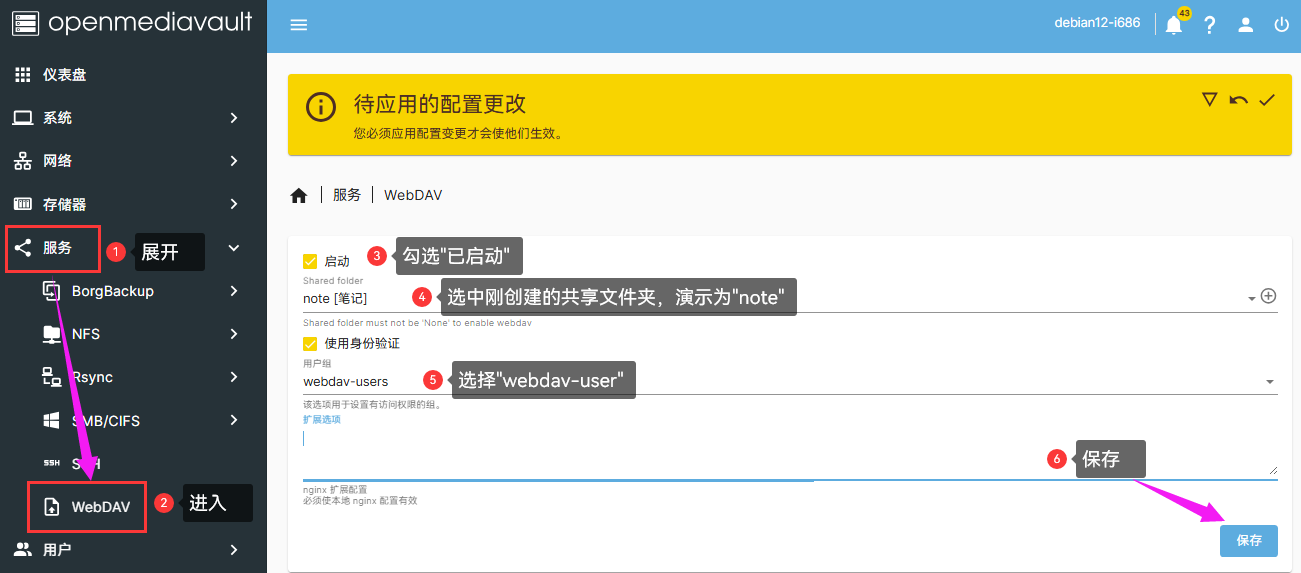 openmediavault
debian12-i686
43
仪表盘
系统
网络
存储器
服务
1 展开
BorgBackup
NFS
Rsync
SMB/CIFS
SSH
WebDAV
2 进入
用户
待应用的配置更改
您必须应用配置变更才会使他们生效。
服务 | WebDAV
启动
3 勾选"已启动"
Shared folder
note [笔记]
4 选中刚创建的共享文件夹，演示为"note"
Shared folder must not be 'None' to enable webdav
使用身份验证
用户组
webdav-users
5 选择"webdav-user"
该选项用于设置有访问权限的组。
扩展选项
6 保存
nginx 扩展配置
必须使本地 nginx 配置有效
保存